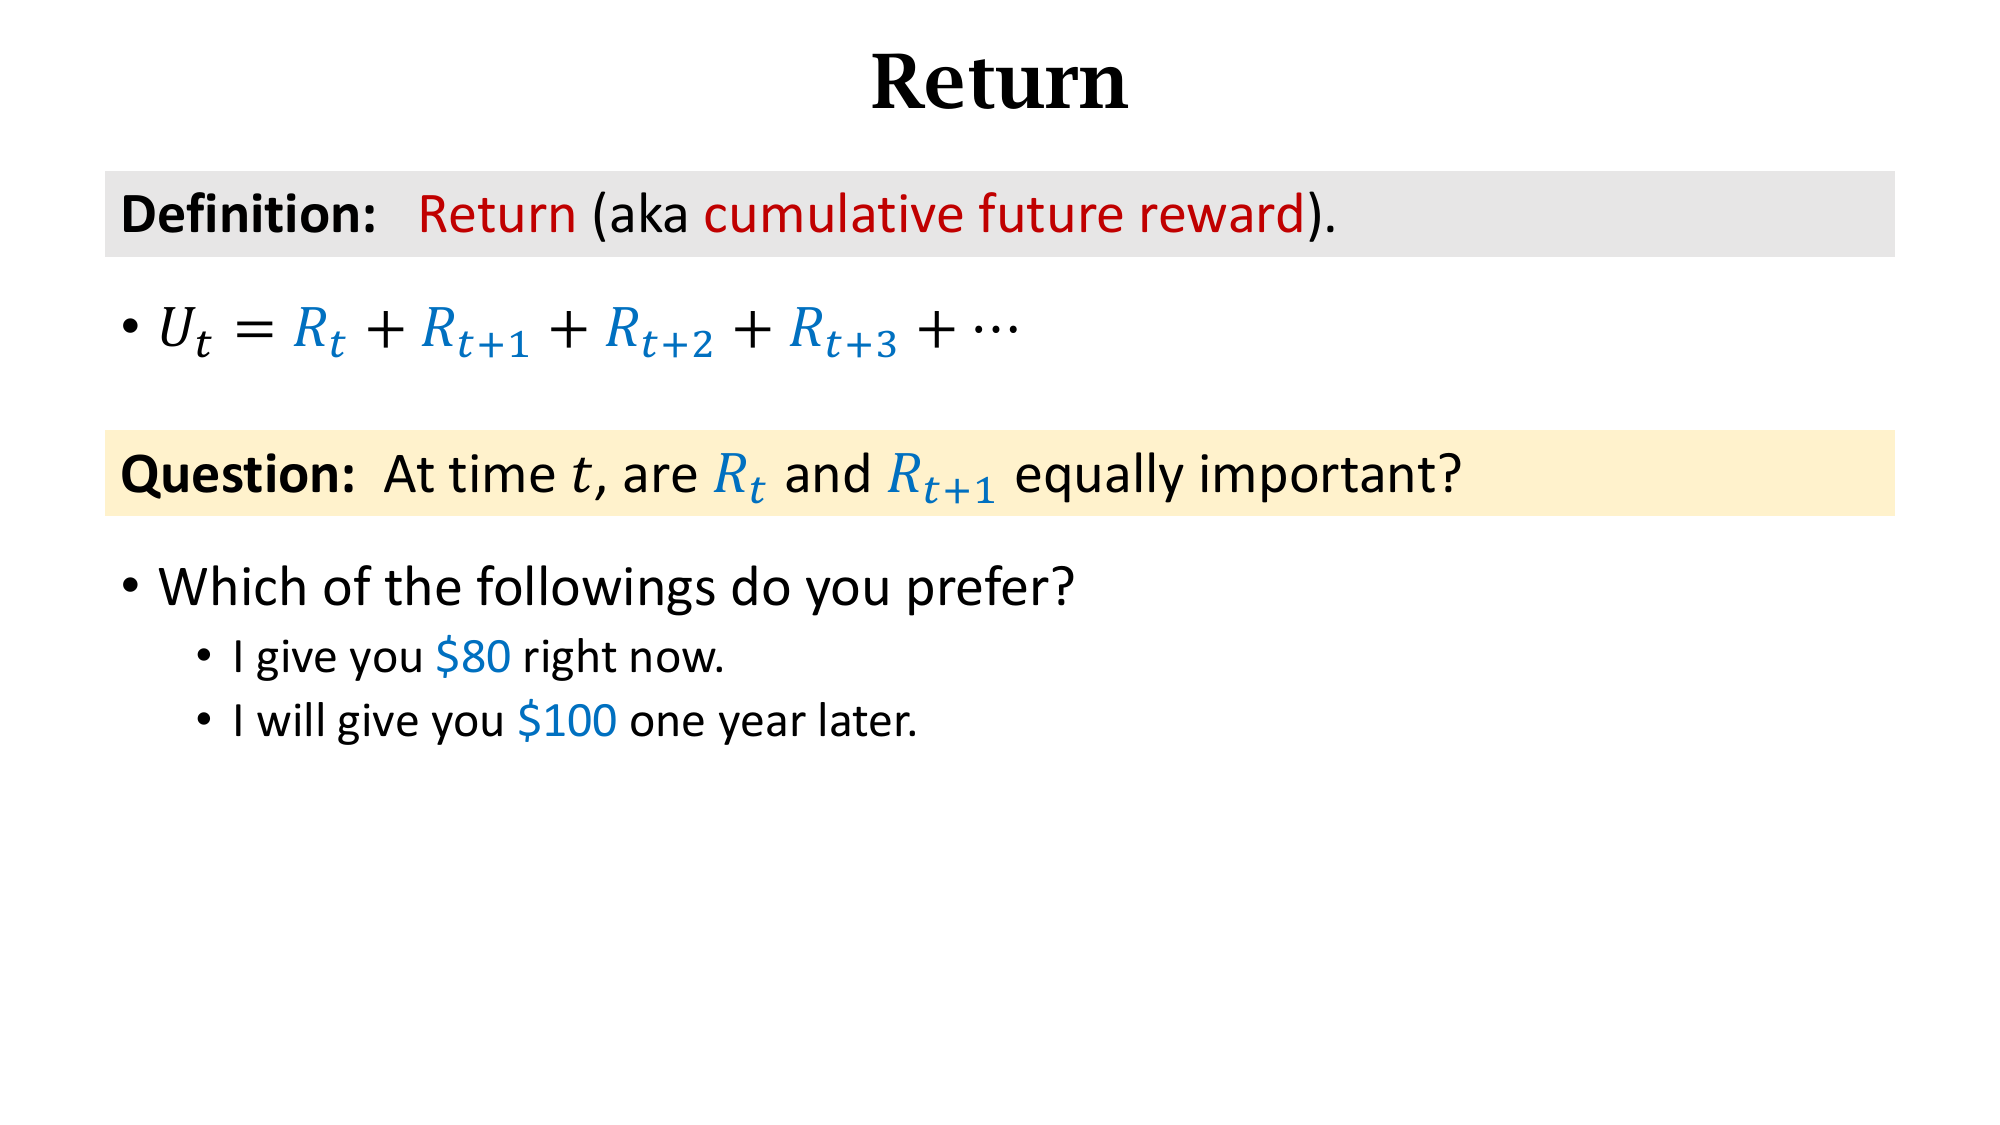 Return
Definition: Return (aka cumulative future reward).
• $U_t = R_t + R_{t+1} + R_{t+2} + R_{t+3} + \cdots$
Question: At time $t$, are $R_t$ and $R_{t+1}$ equally important?
• Which of the followings do you prefer?
• I give you $80 right now.
• I will give you $100 one year later.